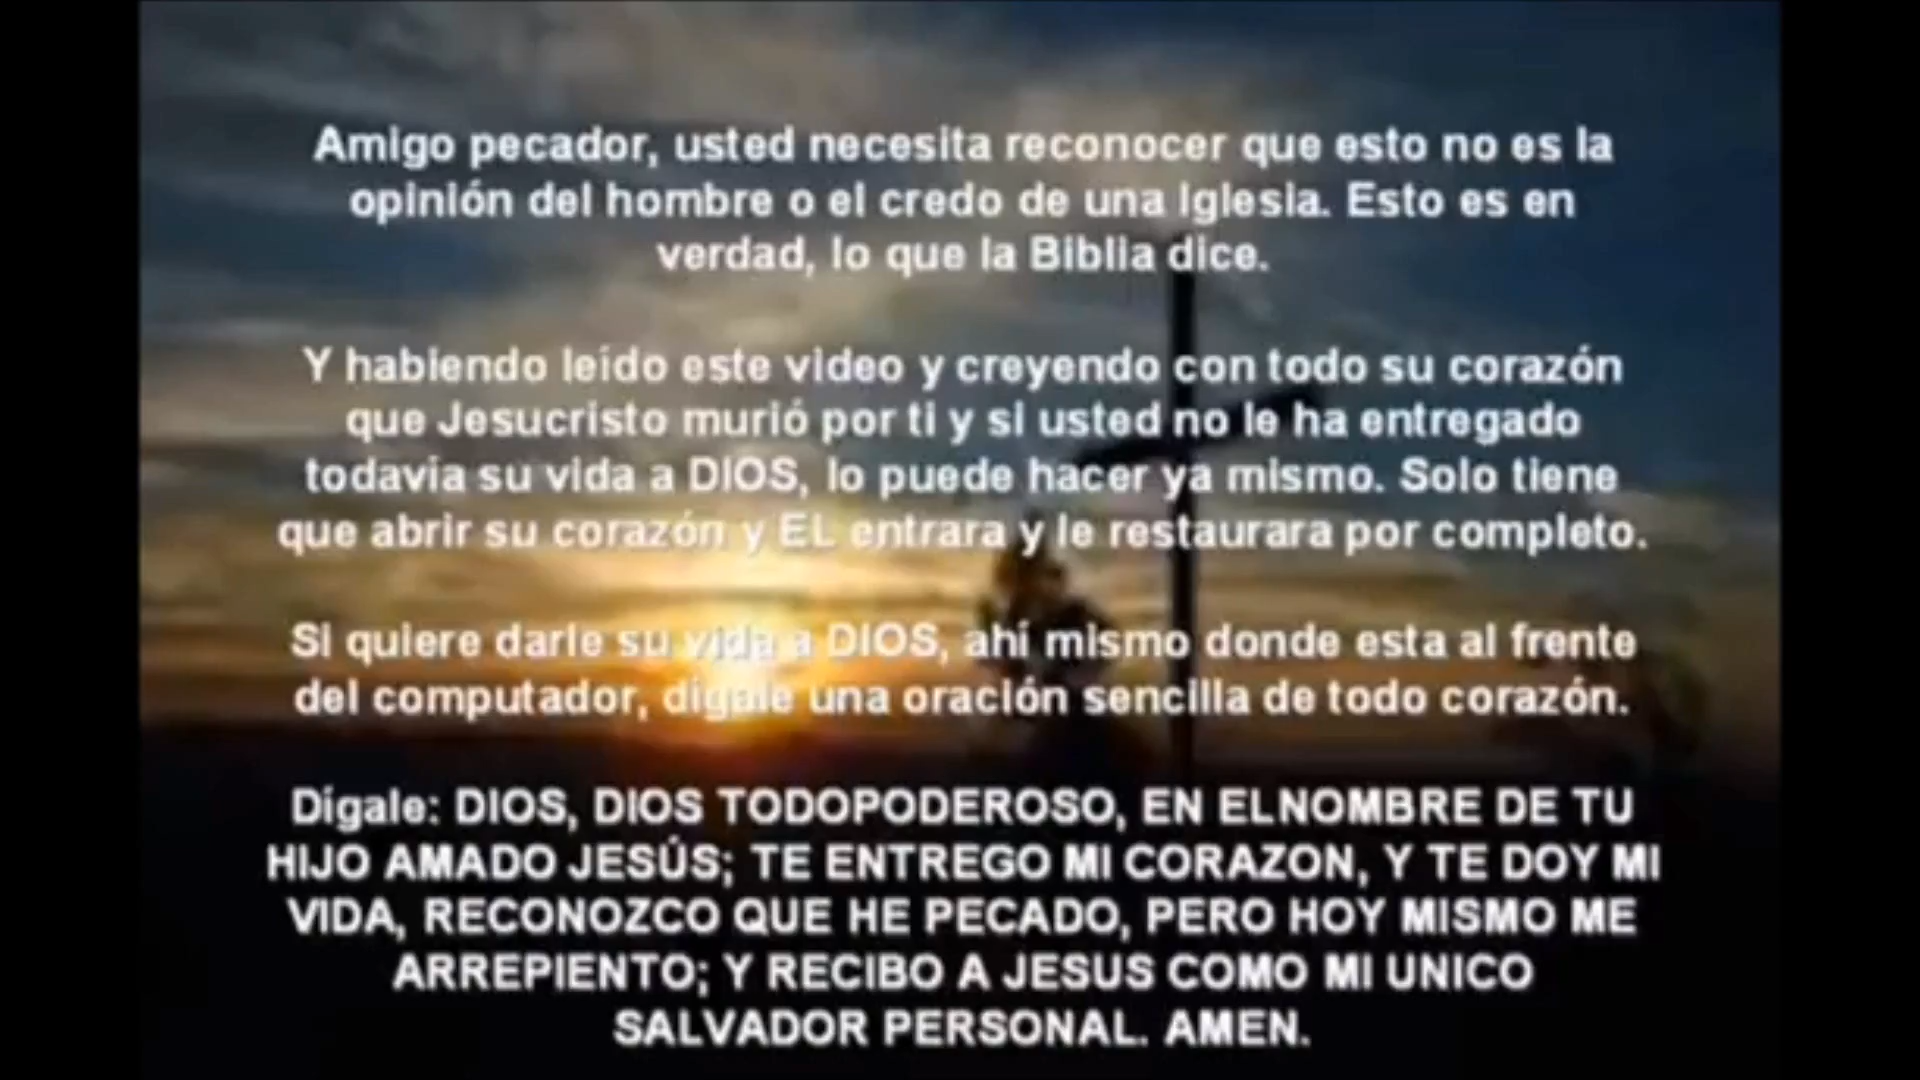 Amigo pecador, usted necesita reconocer que esto no es la
opinión del hombre o el credo de una Iglesia. Esto es en
verdad, lo que la Biblia dice.
Y habiendo leído este video y creyendo con todo su corazón
que Jesucristo murió por ti y si usted no le ha entregado
todavía su vida a DIOS, lo puede hacer ya mismo. Solo tiene
que abrir su corazón y EL entrara y le restaurara por completo.
Si quiere darle su vida a DIOS, ahí mismo donde esta al frente
del computador, dígale una oración sencilla de todo corazón.
Dígale: DIOS, DIOS TODOPODEROSO, EN ELNOMBRE DE TU
HIJO AMADO JESÚS; TE ENTREGO MI CORAZON, Y TE DOY MI
VIDA, RECONOZCO QUE HE PECADO, PERO HOY MISMO ME
ARREPIENTO; Y RECIBO A JESUS COMO MI UNICO
SALVADOR PERSONAL. AMEN.